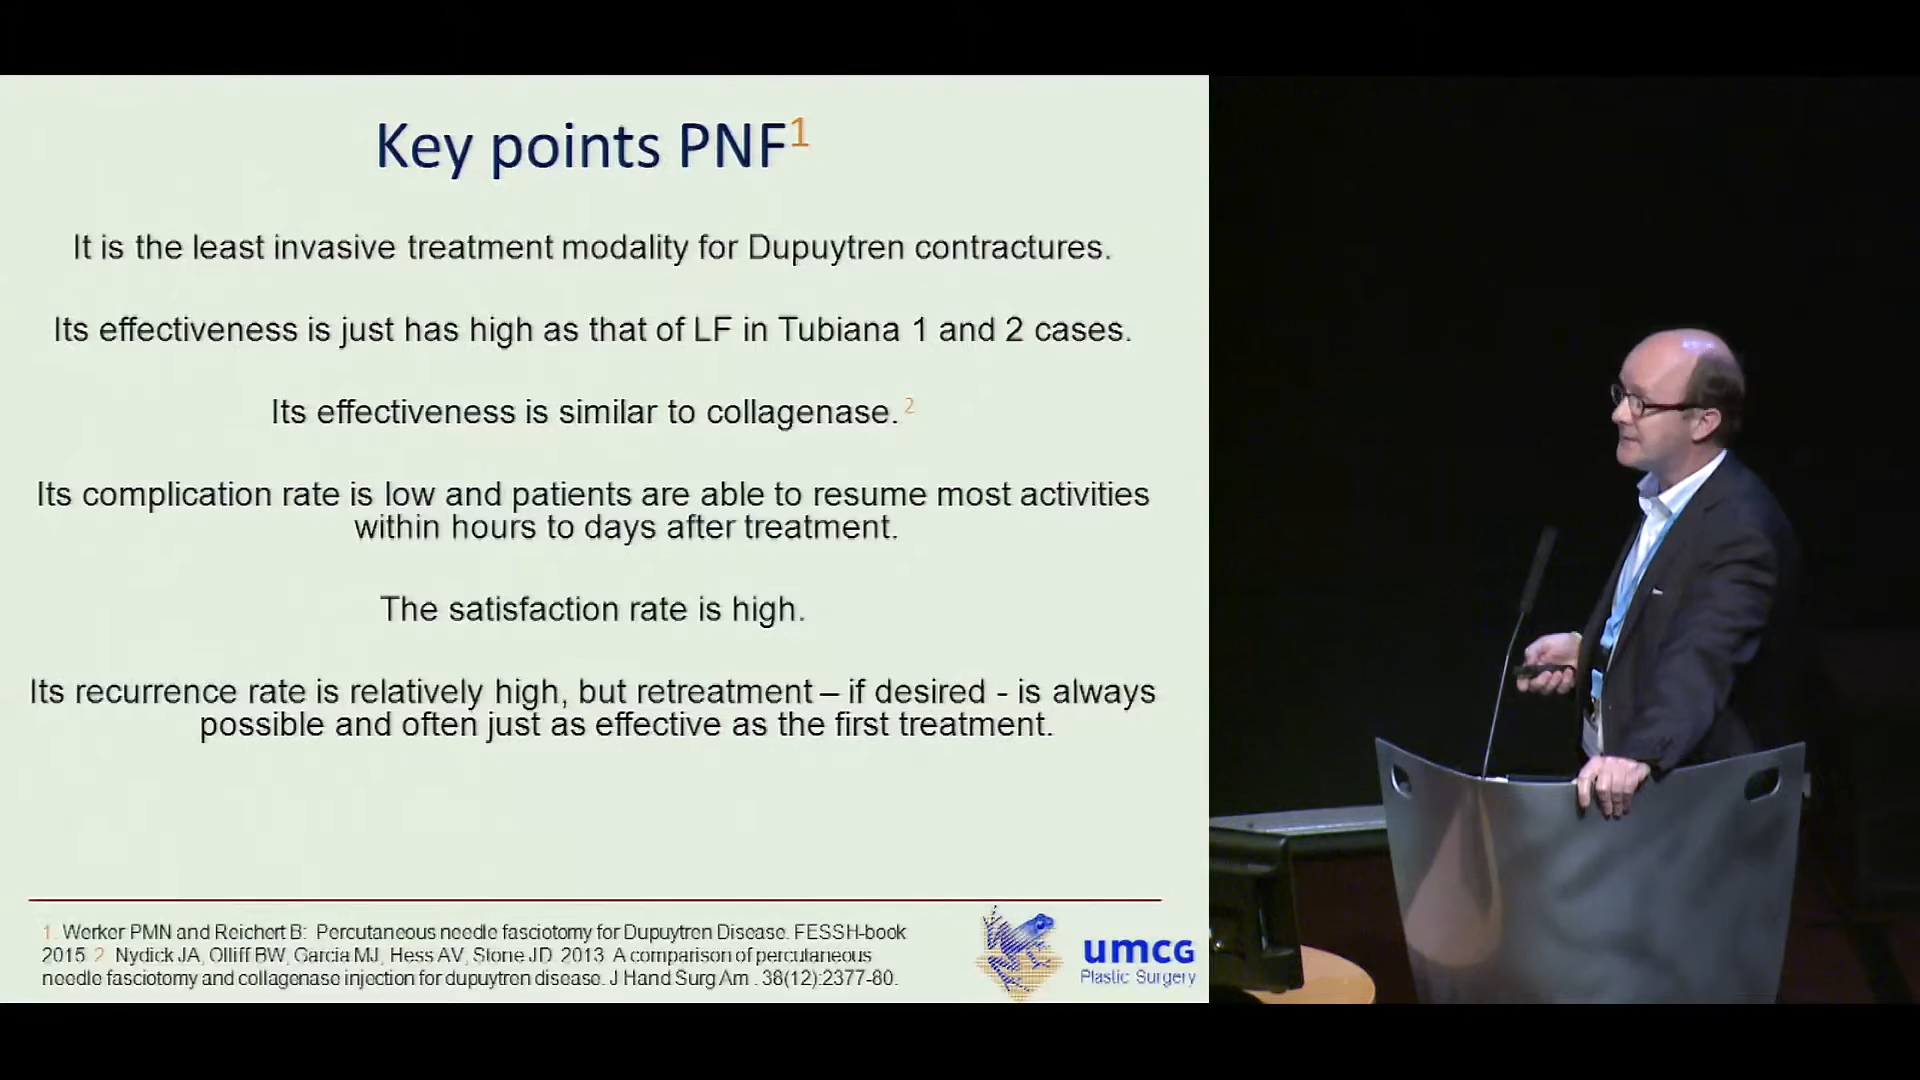 Key points PNF1
It is the least invasive treatment modality for Dupuytren contractures.
Its effectiveness is just has high as that of LF in Tubiana 1 and 2 cases.
Its effectiveness is similar to collagenase. 2
Its complication rate is low and patients are able to resume most activities
within hours to days after treatment.
The satisfaction rate is high.
Its recurrence rate is relatively high, but retreatment – if desired - is always
possible and often just as effective as the first treatment.
1. Werker PMN and Reichert B: Percutaneous needle fasciotomy for Dupuytren Disease. FESSH-book
2015 2 Nydick JA, Olliff BW, Garcia MJ, Hess AV, Stone JD. 2013 A comparison of percutaneous
needle fasciotomy and collagenase injection for dupuytren disease. J Hand Surg Am . 38(12):2377-80.
umcg
Plastic Surgery